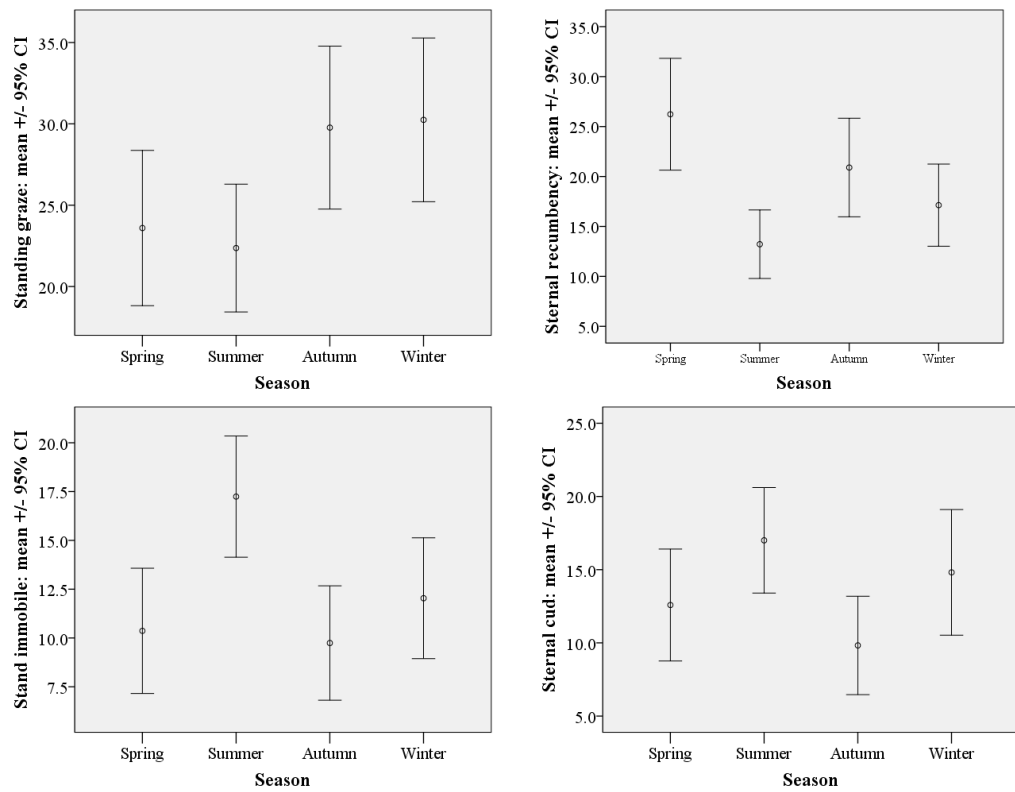 Standing graze: mean +/- 95% CI
35.0
30.0
25.0
20.0
Spring Summer Autumn Winter
Season
Sternal recumbency: mean +/- 95% CI
35.0
30.0
25.0
20.0
15.0
10.0
5.0
Spring Summer Autumn Winter
Season
Stand immobile: mean +/- 95% CI
20.0
17.5
15.0
12.5
10.0
7.5
Spring Summer Autumn Winter
Season
Sternal cud: mean +/- 95% CI
25.0
20.0
15.0
10.0
5.0
Spring Summer Autumn Winter
Season